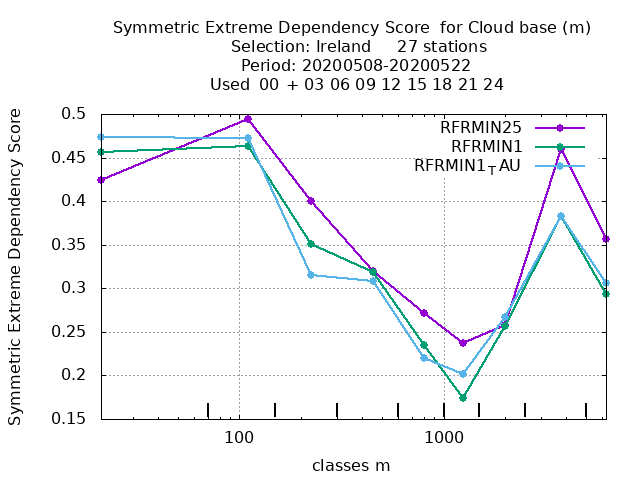 Symmetric Extreme Dependency Score for Cloud base (m)
Selection: Ireland 27 stations
Period: 20200508-20200522
Used 00 + 03 06 09 12 15 18 21 24
Symmetric Extreme Dependency Score
0.5
0.45
0.4
0.35
0.3
0.25
0.2
0.15
RFRMIN25
RFRMIN1
RFRMIN1TAU
100 1000
classes m